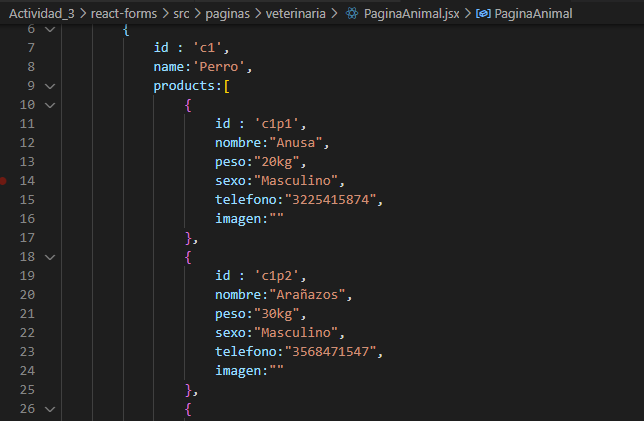 Actividad_3 > react-forms > src > paginas > veterinaria > PaginaAnimal.jsx > PaginaAnimal
6 {
7 id : 'c1',
8 name:'Perro',
9 products:[
10 {
11 id : 'c1p1',
12 nombre:"Anusa",
13 peso:"20kg",
14 sexo:"Masculino",
15 telefono:"3225415874",
16 imagen:""
17 },
18 {
19 id : 'c1p2',
20 nombre:"Arañazos",
21 peso:"30kg",
22 sexo:"Masculino",
23 telefono:"3568471547",
24 imagen:""
25 },
26 {